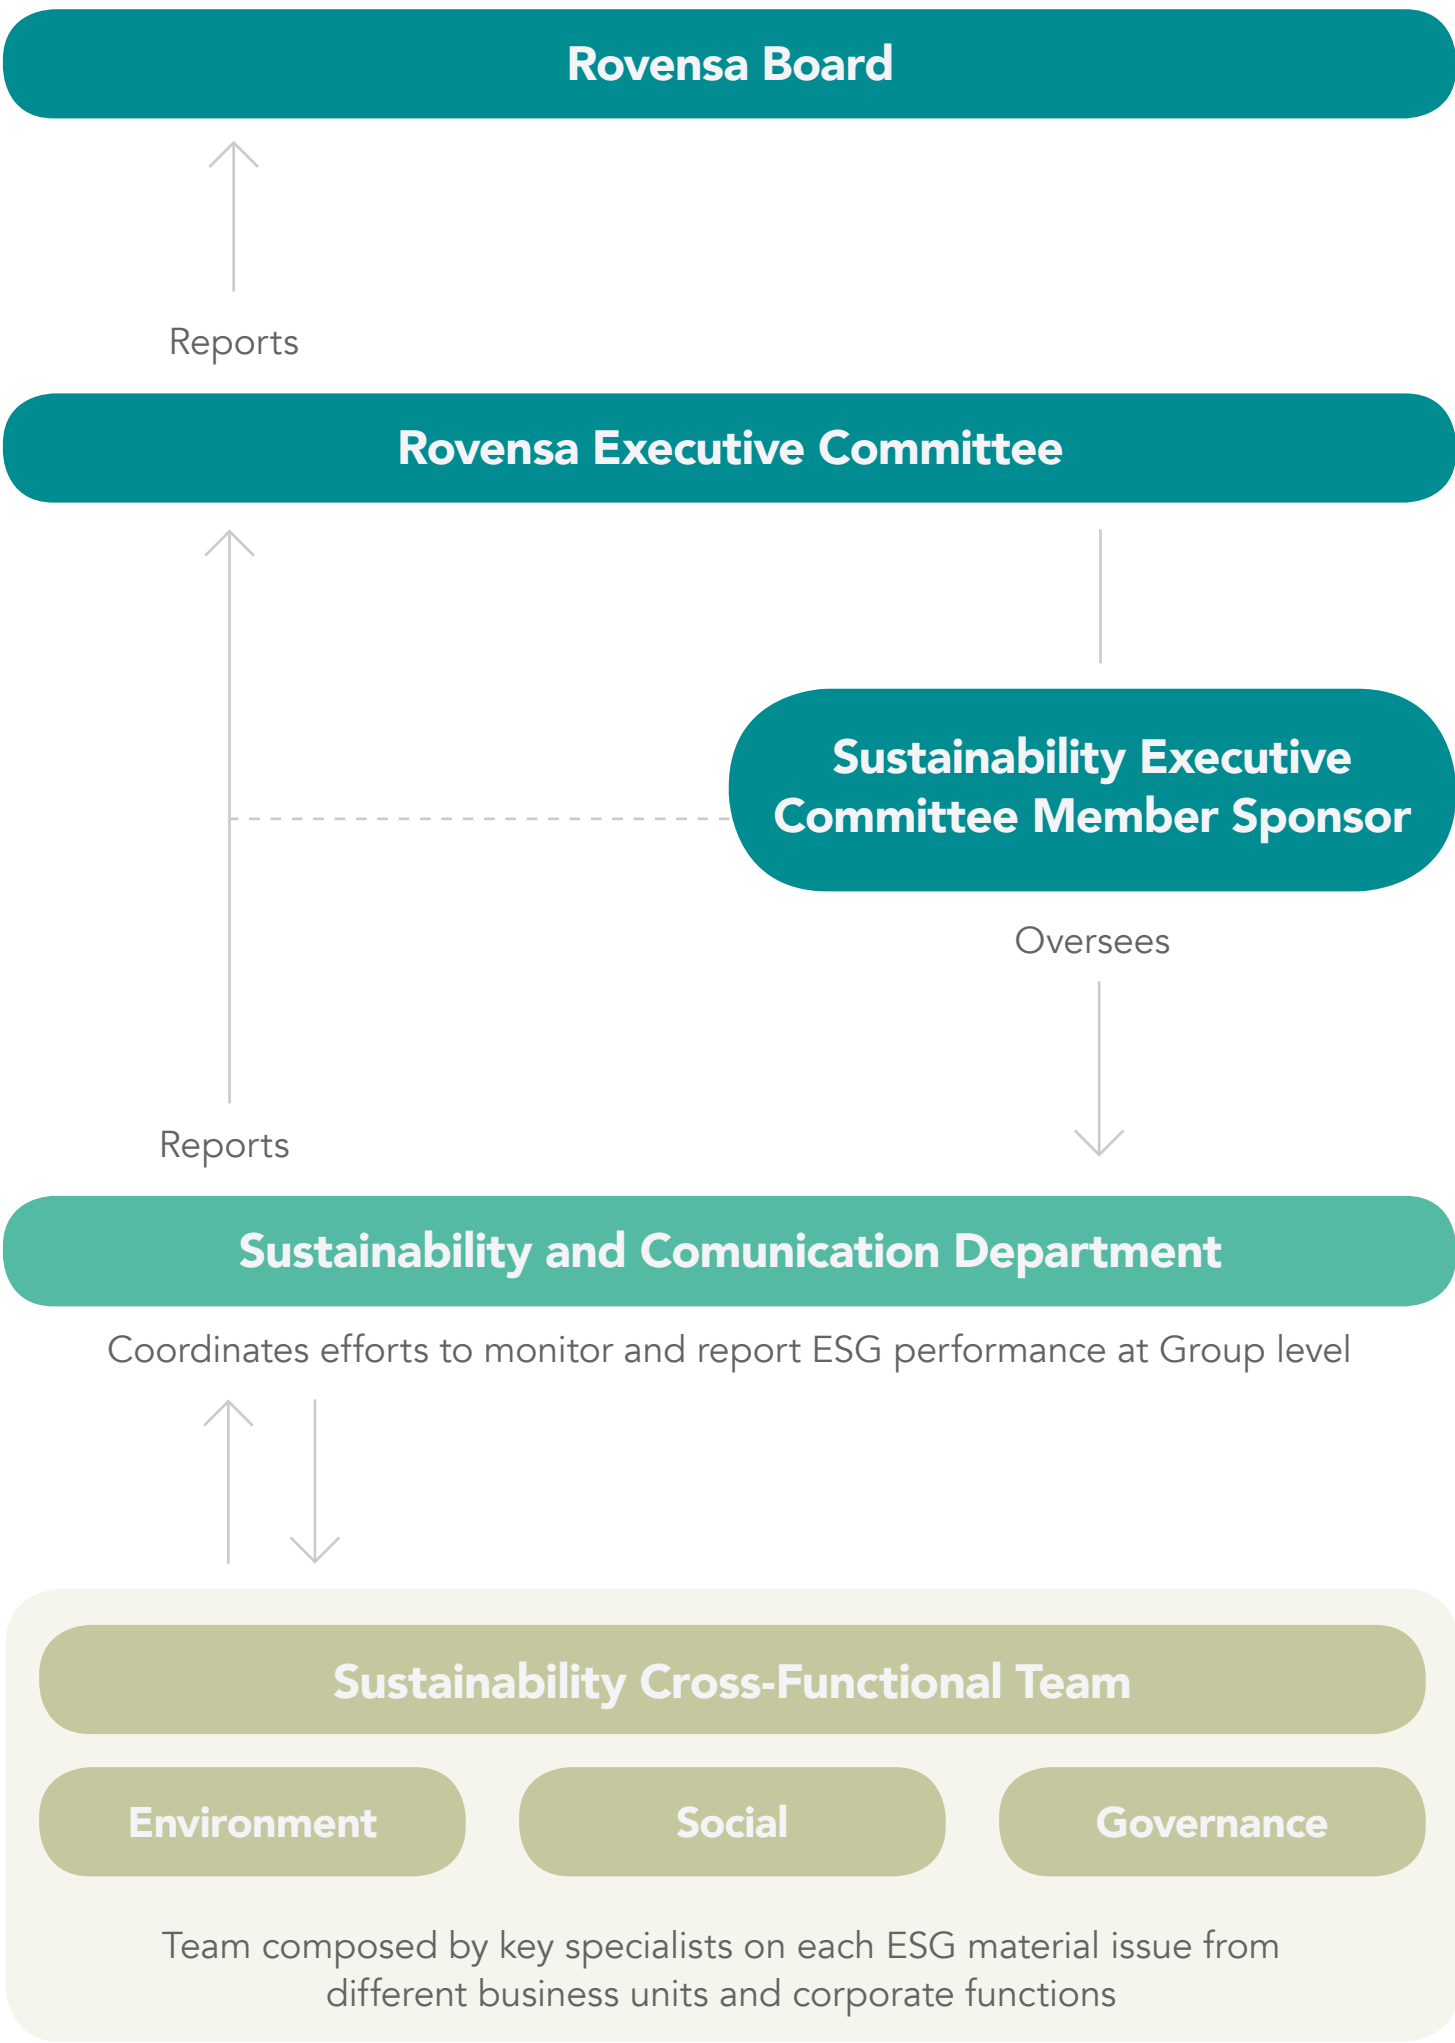 Rovensa Board
Reports
Rovensa Executive Committee
Sustainability Executive
Committee Member Sponsor
Oversees
Reports
Sustainability and Comunication Department
Coordinates efforts to monitor and report ESG performance at Group level
Sustainability Cross-Functional Team
Environment
Social
Governance
Team composed by key specialists on each ESG material issue from
different business units and corporate functions